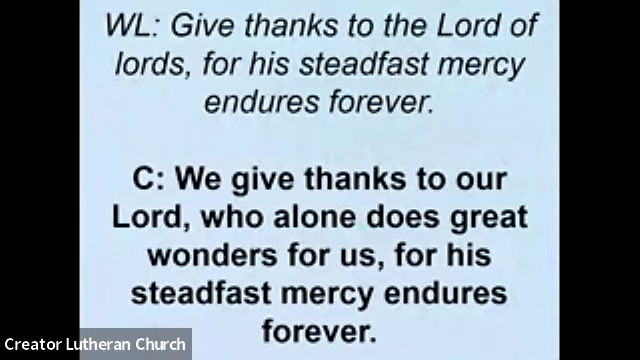 WL: Give thanks to the Lord of
lords, for his steadfast mercy
endures forever.
C: We give thanks to our
Lord, who alone does great
wonders for us, for his
steadfast mercy endures
forever.
Creator Lutheran Church